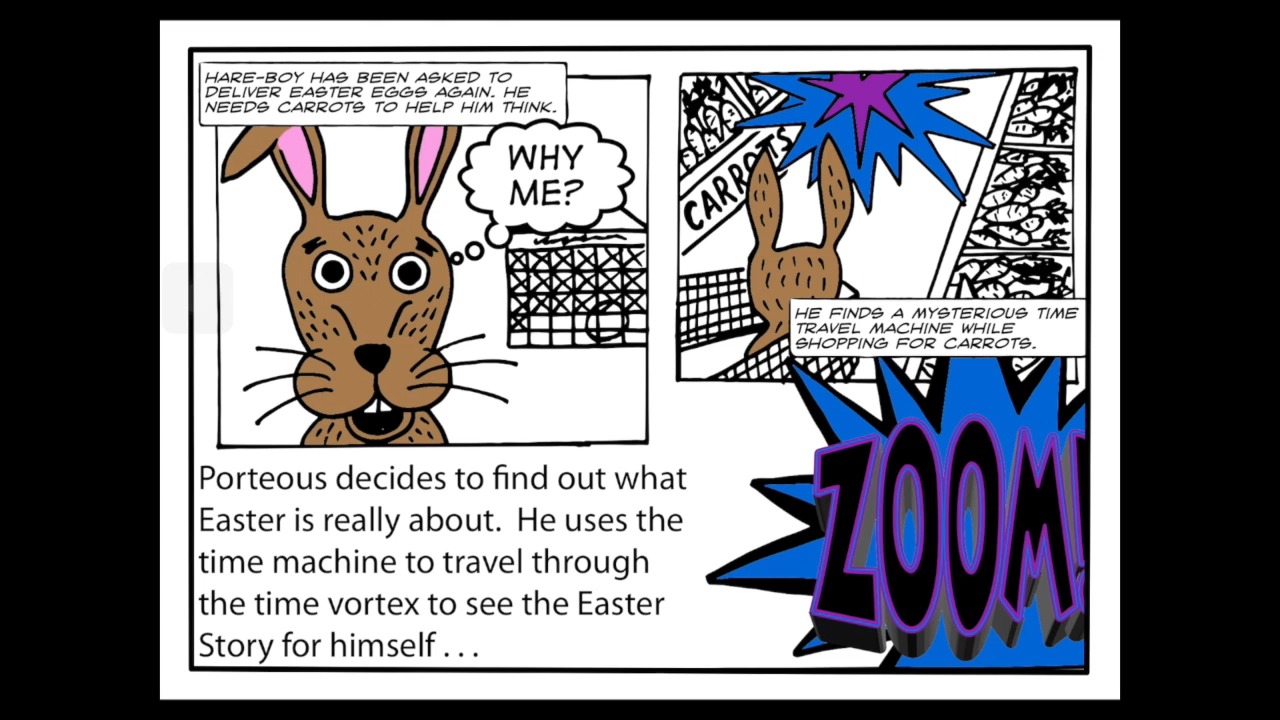 HARE-BOY HAS BEEN ASKED TO
DELIVER EASTER EGGS AGAIN. HE
NEEDS CARROTS TO HELP HIM THINK.
WHY
ME?
CARROTS
HE FINDS A MYSTERIOUS TIME
TRAVEL MACHINE WHILE
SHOPPING FOR CARROTS.
Porteous decides to find out what
Easter is really about. He uses the
time machine to travel through
the time vortex to see the Easter
Story for himself . . .
ZOOM!